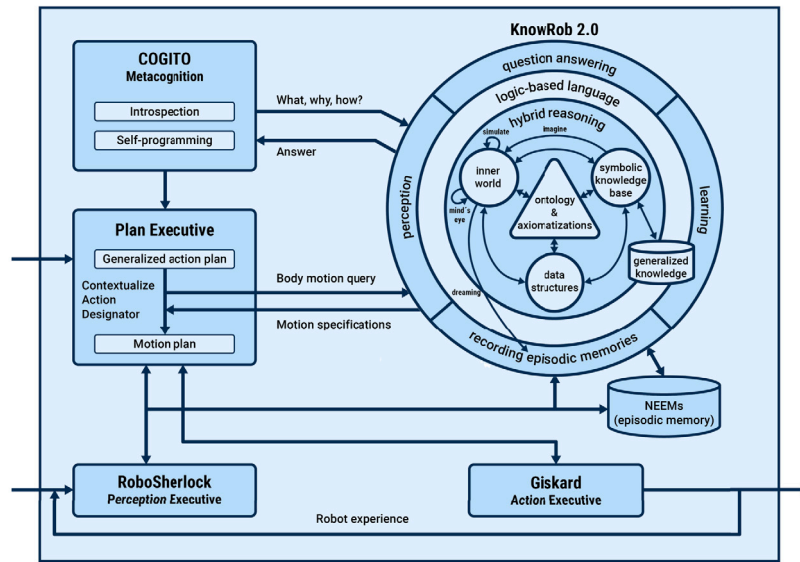 KnowRob 2.0
COGITO
Metacognition
Introspection
Self-programming
What, why, how?
Answer
question answering
logic-based language
hybrid reasoning
perception
learning
recording episodic memories
simulate
imagine
inner
world
mind´s
eye
symbolic
knowledge
base
ontology
&
axiomatizations
data
structures
generalized
knowledge
dreaming
Plan Executive
Generalized action plan
Contextualize
Action
Designator
Motion plan
Body motion query
Motion specifications
NEEMs
(episodic memory)
RoboSherlock
Perception Executive
Giskard
Action Executive
Robot experience